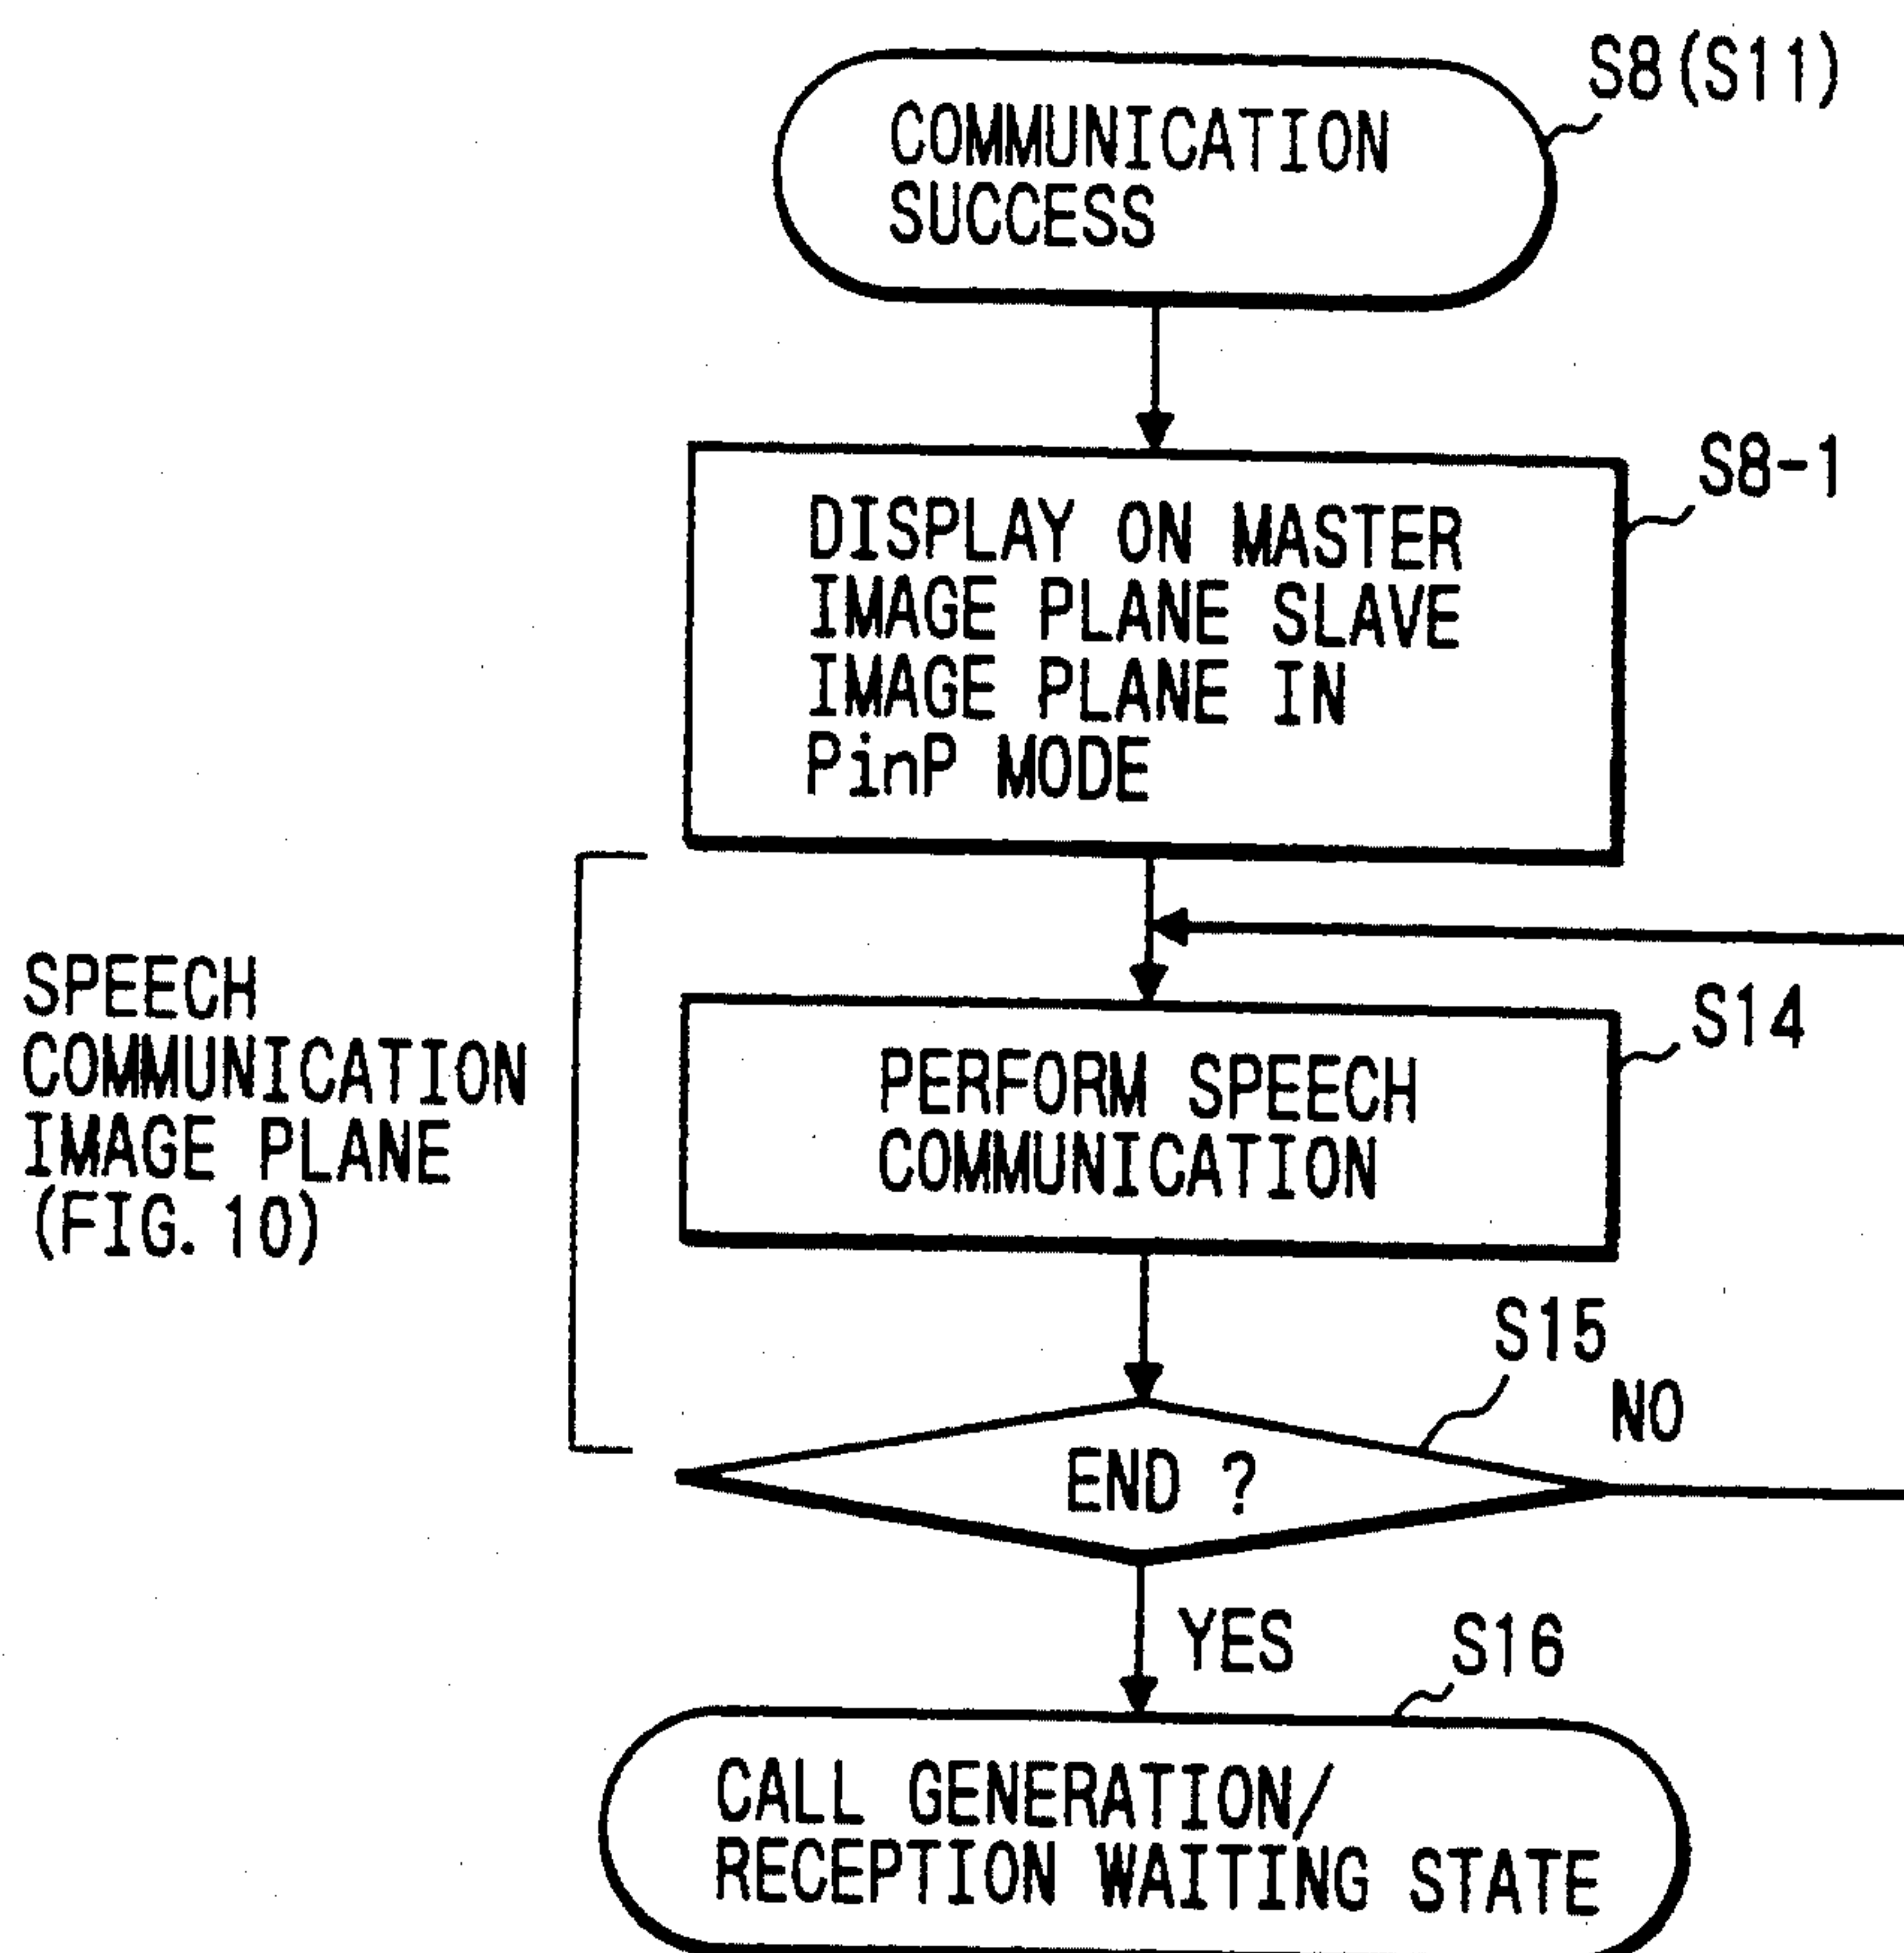 S8(S11)
COMMUNICATION
SUCCESS
S8-1
DISPLAY ON MASTER
IMAGE PLANE SLAVE
IMAGE PLANE IN
PinP MODE
SPEECH
COMMUNICATION
IMAGE PLANE
(FIG. 10)
S14
PERFORM SPEECH
COMMUNICATION
S15
NO
END ?
YES
S16
CALL GENERATION/
RECEPTION WAITING STATE